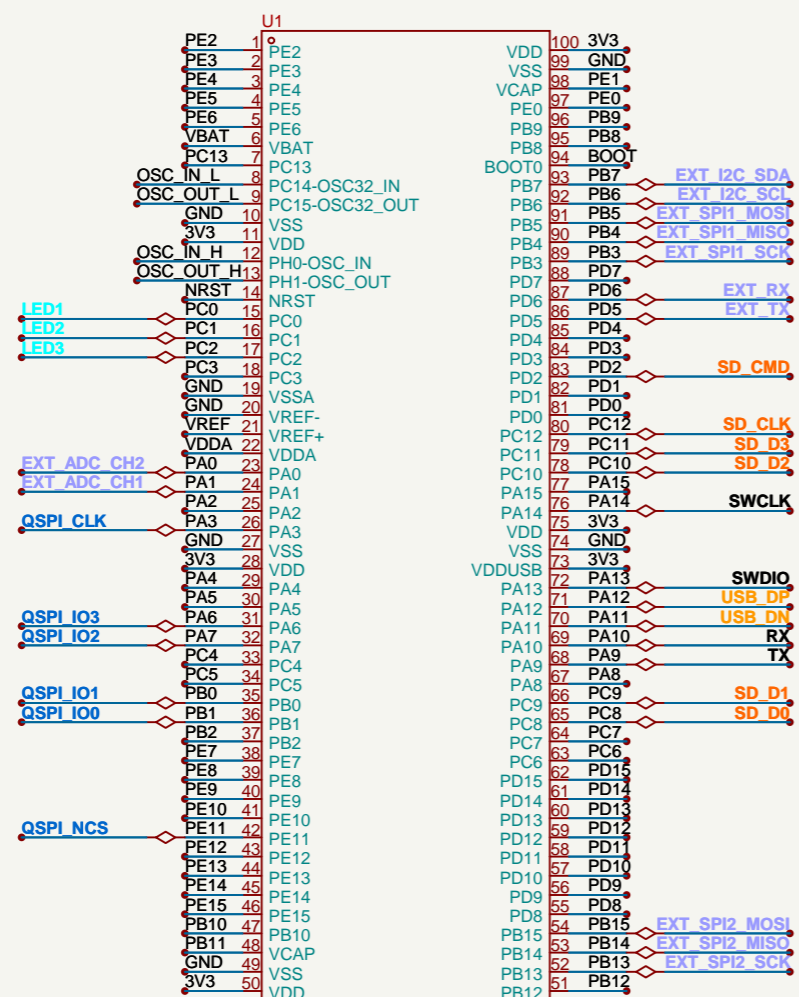 U1
PE2 1 PE2 VDD 100 3V3
PE3 2 PE3 VSS 99 GND
PE4 3 PE4 VCAP 98 PE1
PE5 4 PE5 PE0 97 PE0
PE6 5 PE6 PB9 96 PB9
VBAT 6 VBAT PB8 95 PB8
PC13 7 PC13 BOOT0 94 BOOT
OSC_IN_L 8 PC14-OSC32_IN PB7 93 PB7 EXT_I2C_SDA
OSC_OUT_L 9 PC15-OSC32_OUT PB6 92 PB6 EXT_I2C_SCL
GND 10 VSS PB5 91 PB5 EXT_SPI1_MOSI
3V3 11 VDD PB4 90 PB4 EXT_SPI1_MISO
OSC_IN_H 12 PH0-OSC_IN PB3 89 PB3 EXT_SPI1_SCK
OSC_OUT_H 13 PH1-OSC_OUT PD7 88 PD7
NRST 14 NRST PD6 87 PD6 EXT_RX
LED1 PC0 15 PC0 PD5 86 PD5 EXT_TX
LED2 PC1 16 PC1 PD4 85 PD4
LED3 PC2 17 PC2 PD3 84 PD3
PC3 18 PC3 PD2 83 PD2 SD_CMD
GND 19 VSSA PD1 82 PD1
GND 20 VREF- PD0 81 PD0
VREF 21 VREF+ PC12 80 PC12 SD_CLK
VDDA 22 VDDA PC11 79 PC11 SD_D3
EXT_ADC_CH2 PA0 23 PA0 PC10 78 PC10 SD_D2
EXT_ADC_CH1 PA1 24 PA1 PA15 77 PA15
PA2 25 PA2 PA14 76 PA14 SWCLK
QSPI_CLK PA3 26 PA3 VDD 75 3V3
GND 27 VSS VSS 74 GND
3V3 28 VDD VDDUSB 73 3V3
PA4 29 PA4 PA13 72 PA13 SWDIO
PA5 30 PA5 PA12 71 PA12 USB_DP
QSPI_IO3 PA6 31 PA6 PA11 70 PA11 USB_DN
QSPI_IO2 PA7 32 PA7 PA10 69 PA10 RX
PC4 33 PC4 PA9 68 PA9 TX
PC5 34 PC5 PA8 67 PA8
QSPI_IO1 PB0 35 PB0 PC9 66 PC9 SD_D1
QSPI_IO0 PB1 36 PB1 PC8 65 PC8 SD_D0
PB2 37 PB2 PC7 64 PC7
PE7 38 PE7 PC6 63 PC6
PE8 39 PE8 PD15 62 PD15
PE9 40 PE9 PD14 61 PD14
PE10 41 PE10 PD13 60 PD13
QSPI_NCS PE11 42 PE11 PD12 59 PD12
PE12 43 PE12 PD11 58 PD11
PE13 44 PE13 PD10 57 PD10
PE14 45 PE14 PD9 56 PD9
PE15 46 PE15 PD8 55 PD8
PB10 47 PB10 PB15 54 PB15 EXT_SPI2_MOSI
PB11 48 VCAP PB14 53 PB14 EXT_SPI2_MISO
GND 49 VSS PB13 52 PB13 EXT_SPI2_SCK
3V3 50 VDD PB12 51 PB12